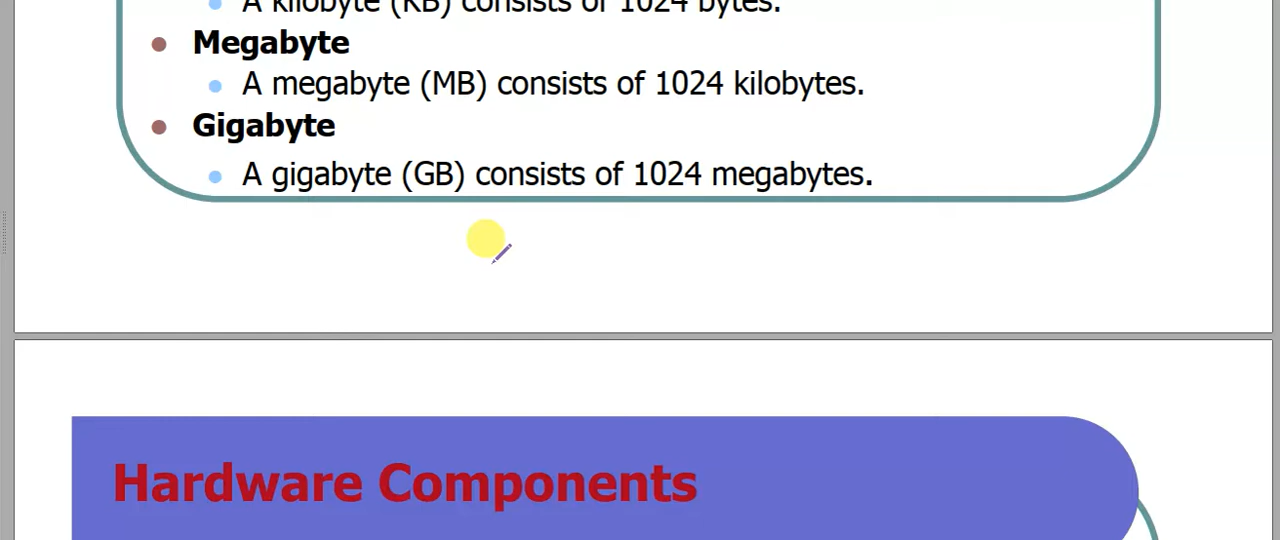 A kilobyte (KB) consists of 1024 bytes.
Megabyte
A megabyte (MB) consists of 1024 kilobytes.
Gigabyte
A gigabyte (GB) consists of 1024 megabytes.
Hardware Components